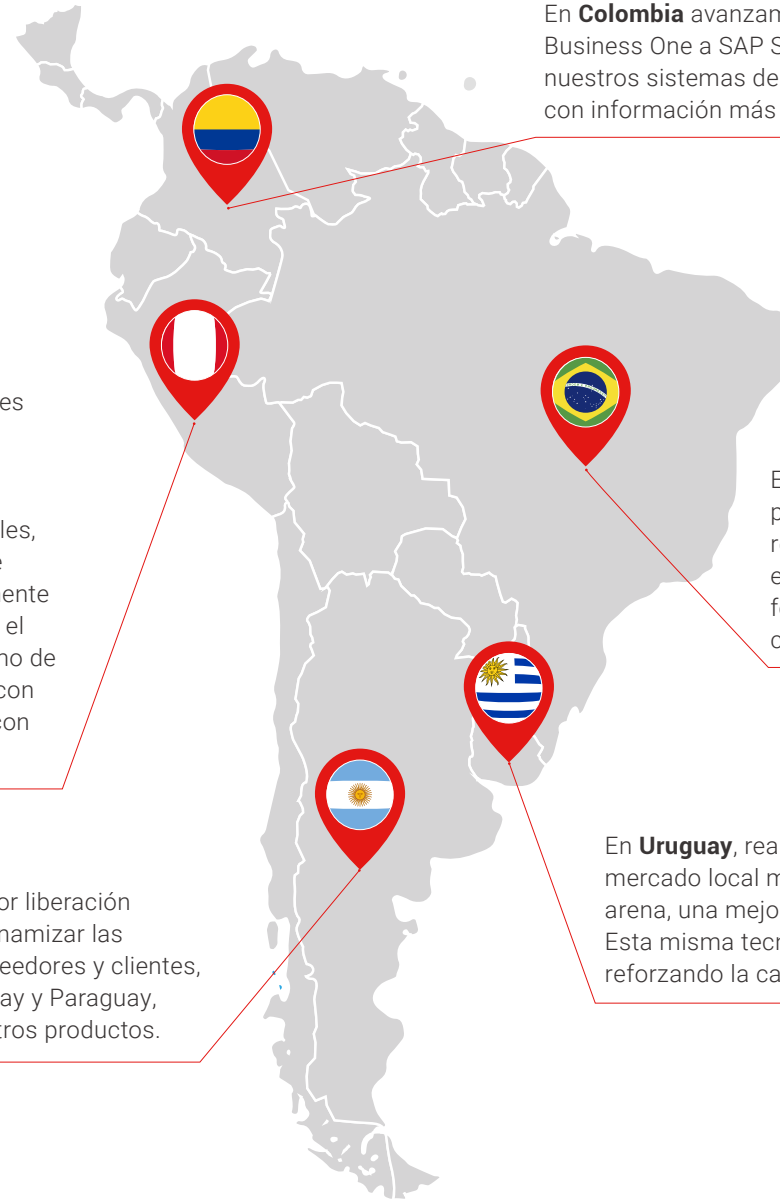 En Colombia avanzam
Business One a SAP S
nuestros sistemas de
con información más
es
les,
e
ente
el
no de
con
con
E
p
r
e
f
c
En Uruguay, rea
mercado local m
arena, una mejo
Esta misma tecn
reforzando la ca
or liberación
namizar las
eedores y clientes,
ay y Paraguay,
tros productos.